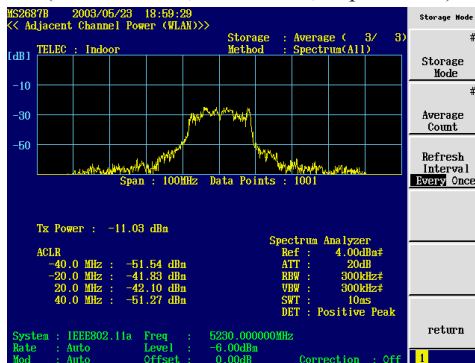 MS2687B 2003/05/23 18:59:29
<< Adjacent Channel Power (WLAN)>>
Storage : Average ( 3/ 3)
TELEC : Indoor Method : Spectrum(All)
[dB]
-10
-30
-50
Span : 100MHz Data Points : 1001
Tx Power : -11.03 dBm
ACLR
-40.0 MHz : -51.54 dBm
-20.0 MHz : -41.83 dBm
20.0 MHz : -42.10 dBm
40.0 MHz : -51.27 dBm
Spectrum Analyzer
Ref : 4.00dBm#
ATT : 20dB
RBW : 300kHz#
VBW : 300kHz#
SWT : 10ms
DET : Positive Peak
System : IEEE802.11a Freq : 5230.000000MHz
Rate : Auto Level : -6.00dBm
Mod : Auto Offset : 0.00dB Correction : Off
Storage Mode
#
Storage
Mode
#
Average
Count
Refresh
Interval
Every Once
return
1